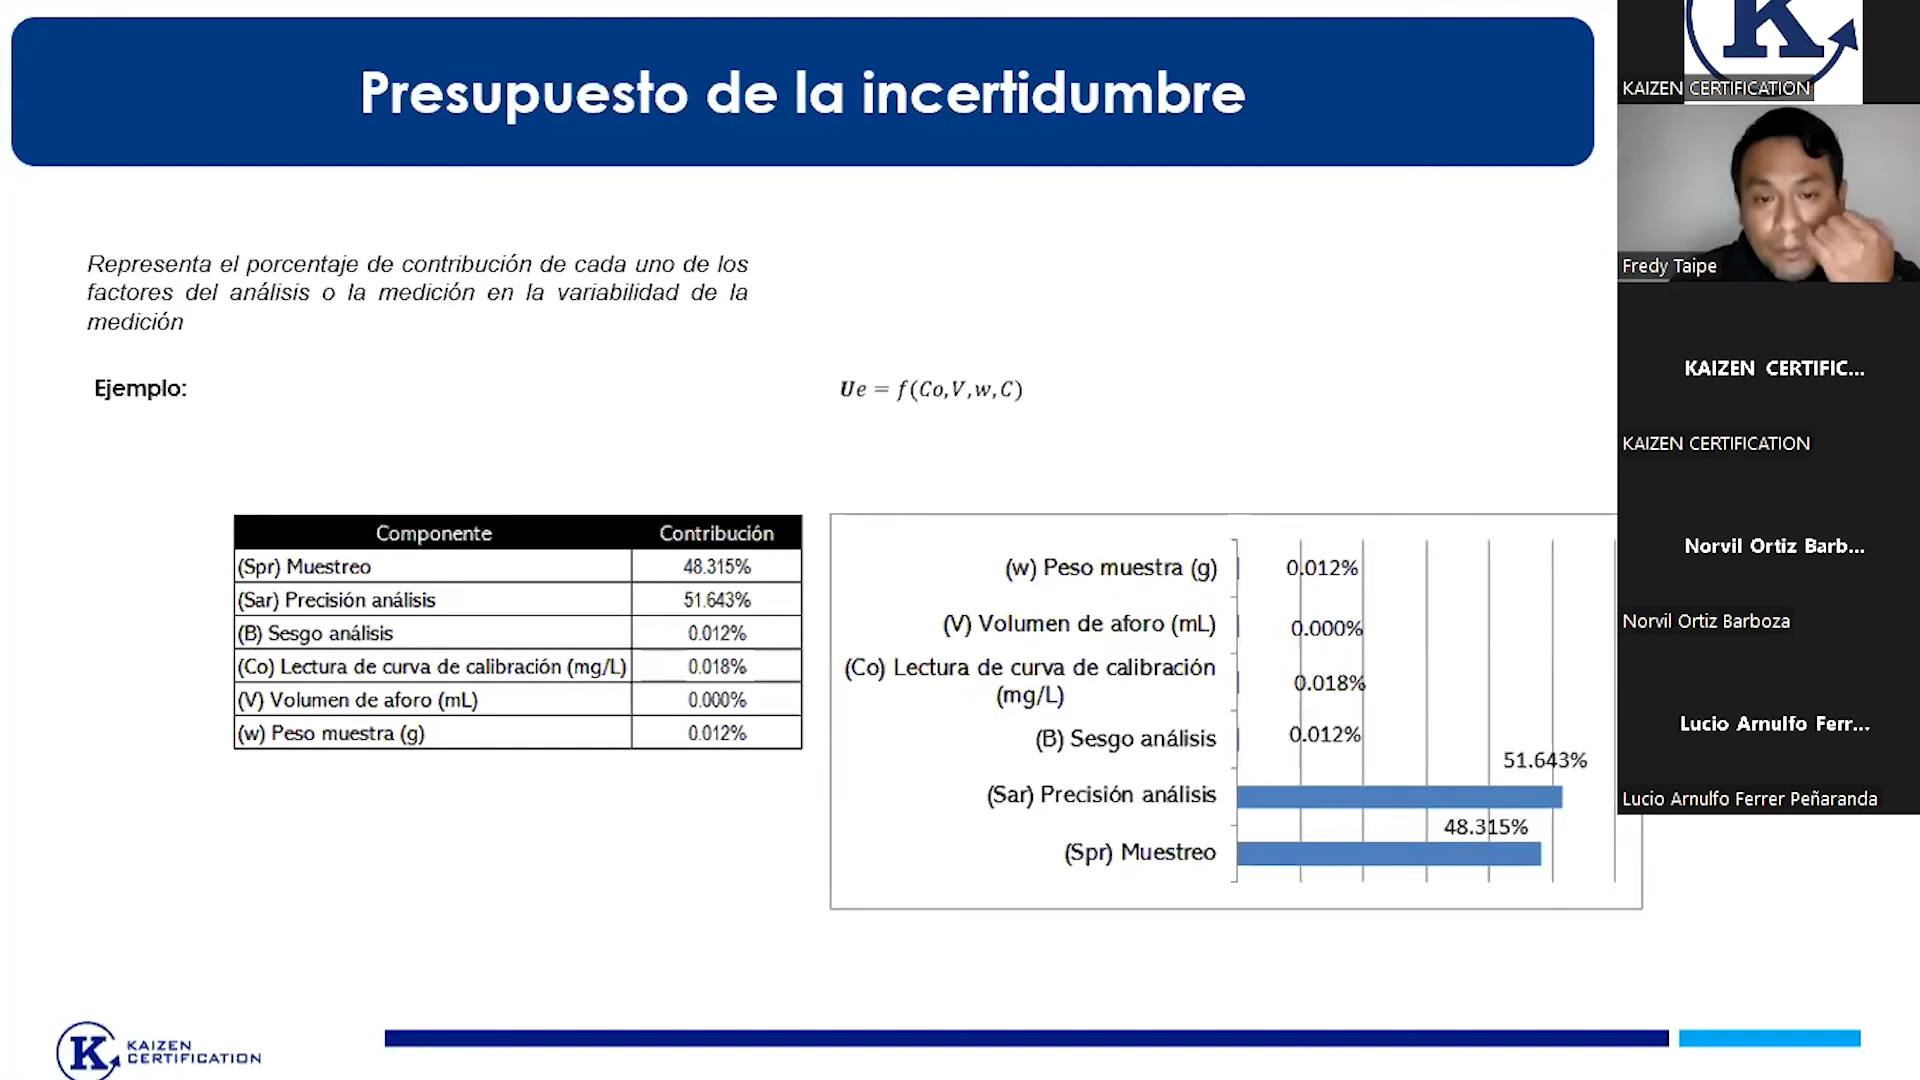 Presupuesto de la incertidumbre
Representa el porcentaje de contribución de cada uno de los
factores del análisis o la medición en la variabilidad de la
medición
Ejemplo:
Ue = f(Co,V,w,C)
Componente Contribución
(Spr) Muestreo 48.315%
(Sar) Precisión análisis 51.643%
(B) Sesgo análisis 0.012%
(Co) Lectura de curva de calibración (mg/L) 0.018%
(V) Volumen de aforo (mL) 0.000%
(w) Peso muestra (g) 0.012%
(w) Peso muestra (g) 0.012%
(V) Volumen de aforo (mL) 0.000%
(Co) Lectura de curva de calibración
(mg/L) 0.018%
(B) Sesgo análisis 0.012%
51.643%
(Sar) Precisión análisis
48.315%
(Spr) Muestreo
K KAIZEN
CERTIFICATION
K
KAIZEN CERTIFICATION
Fredy Taipe
KAIZEN CERTIFIC...
KAIZEN CERTIFICATION
Norvil Ortiz Barb...
Norvil Ortiz Barboza
Lucio Arnulfo Ferr...
Lucio Arnulfo Ferrer Peñaranda